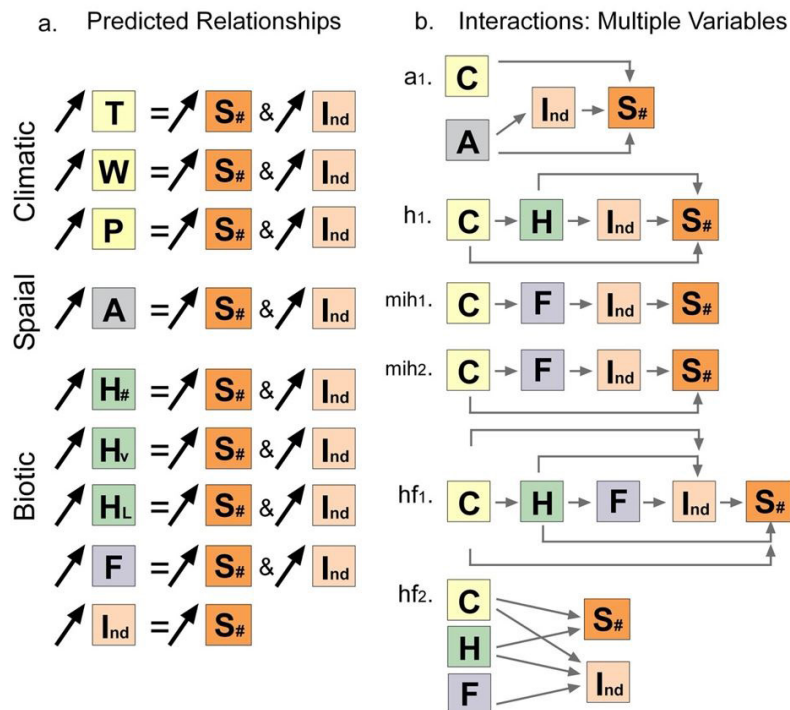 a. Predicted Relationships
Climatic
T = S# & Ind
W = S# & Ind
P = S# & Ind
Spaial
A = S# & Ind
Biotic
H# = S# & Ind
Hv = S# & Ind
HL = S# & Ind
F = S# & Ind
Ind = S#
b. Interactions: Multiple Variables
a1. C A Ind S#
h1. C H Ind S#
mih1. C F Ind S#
mih2. C F Ind S#
hf1. C H F Ind S#
hf2. C H F S# Ind